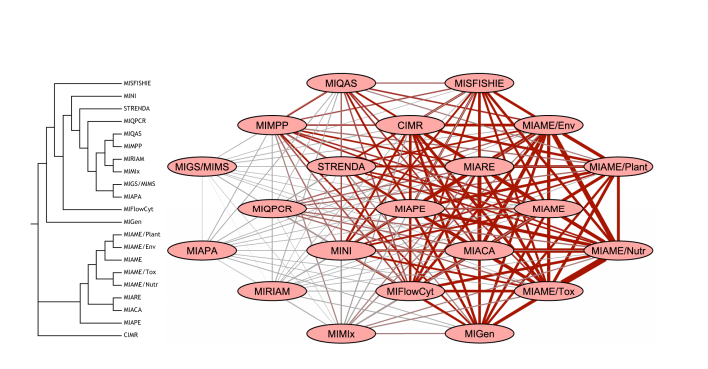 MISFISHIE
MINI
STRENDA
MIQPCR
MIQAS
MIMPP
MIRIAM
MIMIx
MIGS/MIMS
MIAPA
MIFlowCyt
MIGen
MIAME/Plant
MIAME/Env
MIAME
MIAME/Tox
MIAME/Nutr
MIARE
MIACA
MIAPE
CIMR
MIQAS MISFISHIE
MIMPP CIMR MIAME/Env
MIGS/MIMS STRENDA MIARE MIAME/Plant
MIQPCR MIAPE MIAME
MIAPA MINI MIACA MIAME/Nutr
MIRIAM MIFlowCyt MIAME/Tox
MIMIx MIGen